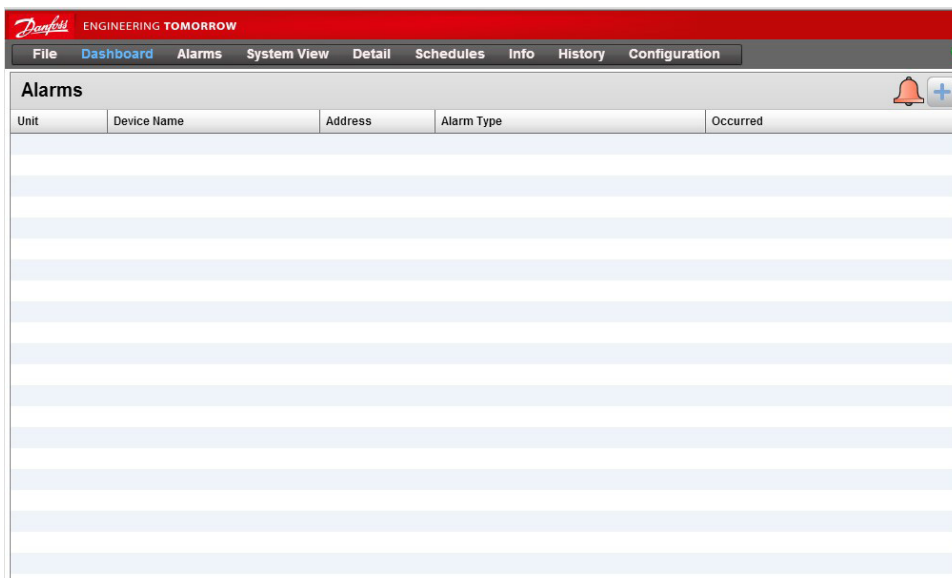 Danfoss ENGINEERING TOMORROW
File Dashboard Alarms System View Detail Schedules Info History Configuration
Alarms
Unit Device Name Address Alarm Type Occurred